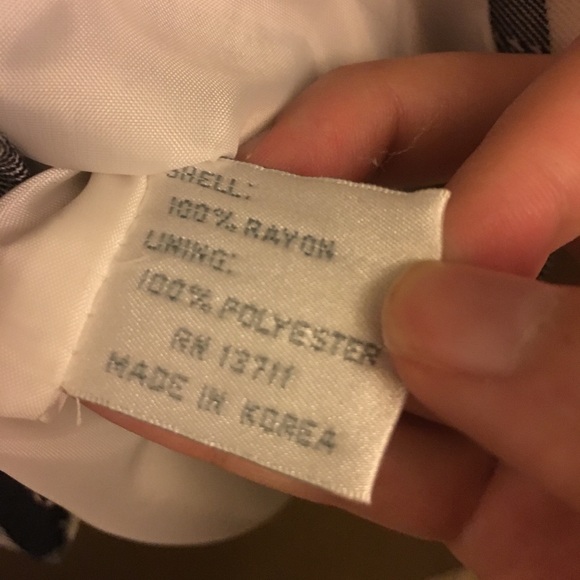 SHELL:
100% RAYON
LINING:
100% POLYESTER
RN 13711
MADE IN KOREA